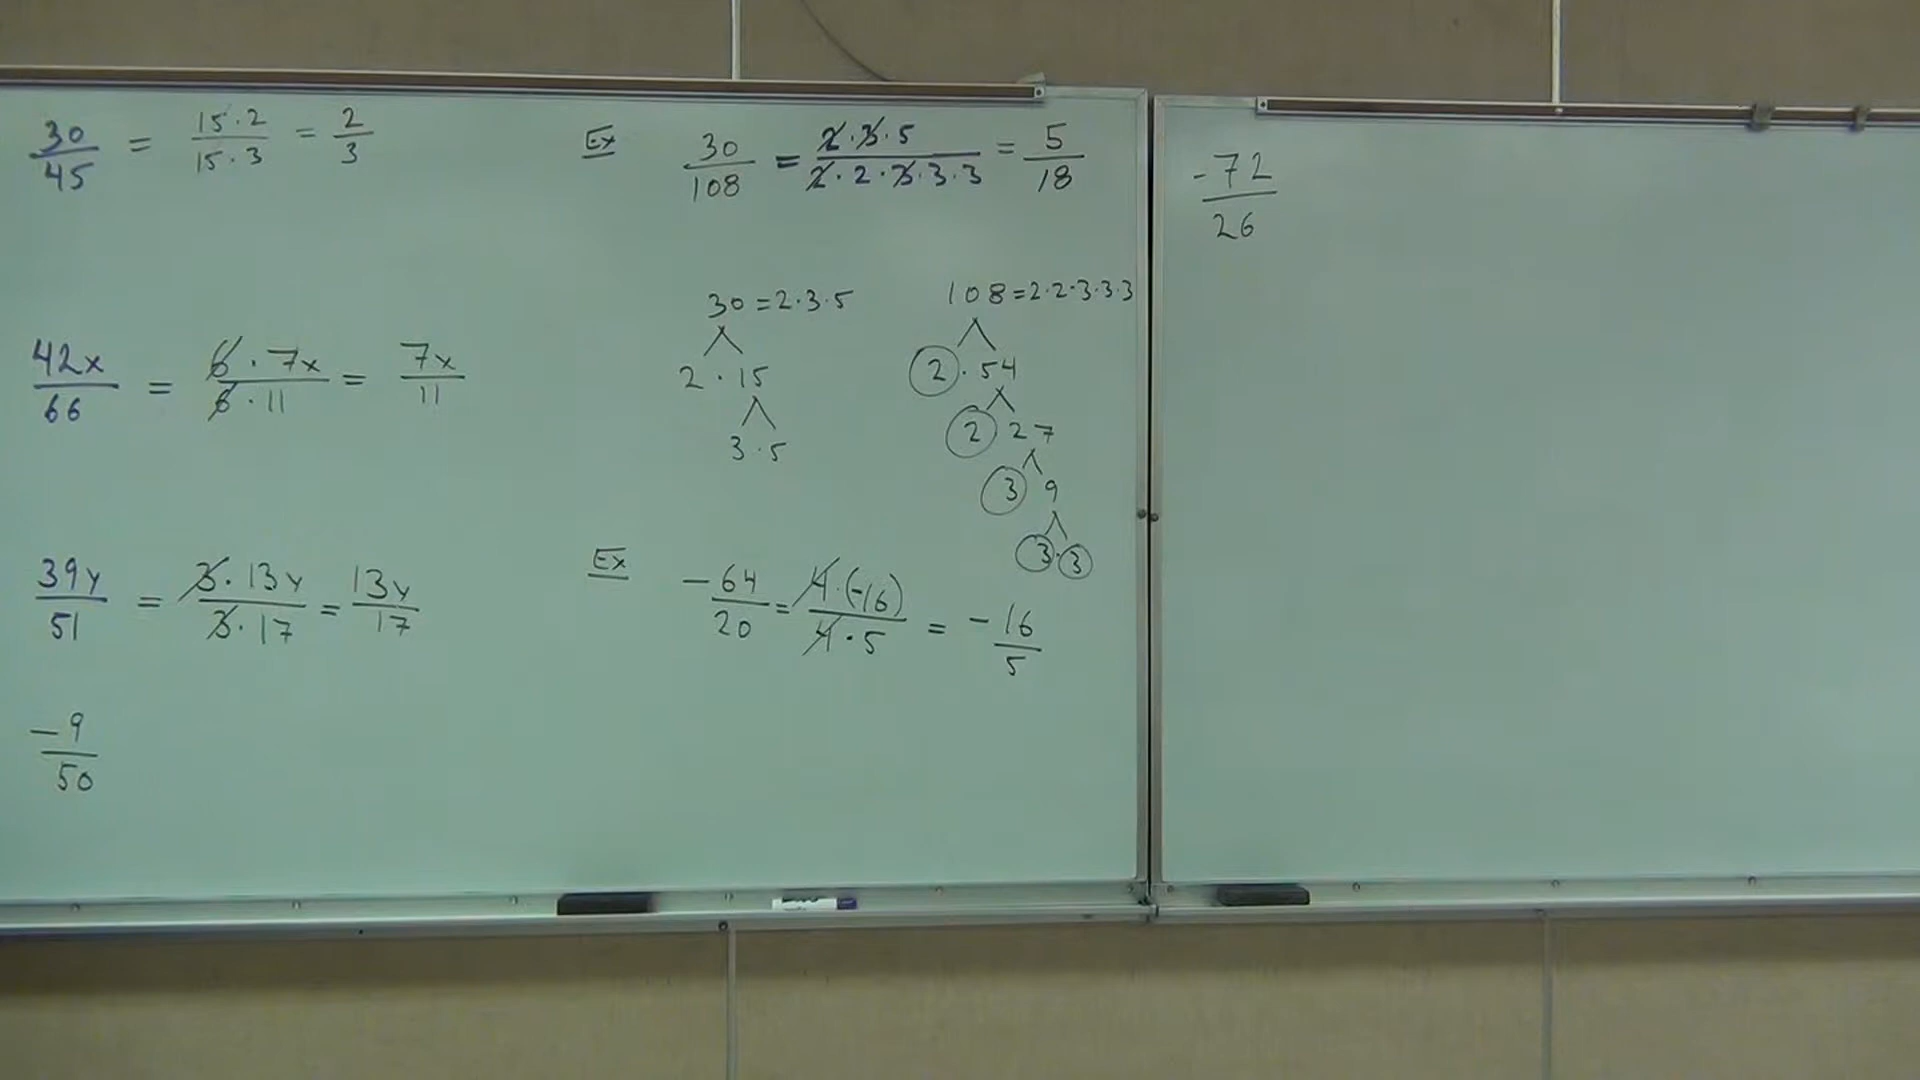 30/45 = 15·2/15·3 = 2/3
42x/66 = 6·7x/6·11 = 7x/11
39y/51 = 3·13y/3·17 = 13y/17
-9/50
Ex 30/108 = 2·3·5/2·2·3·3·3 = 5/18
30 = 2·3·5
2 · 15
3 · 5
108 = 2·2·3·3·3
2 · 54
2 27
3 9
3 · 3
Ex -64/20 = 4·(-16)/4·5 = -16/5
-72/26